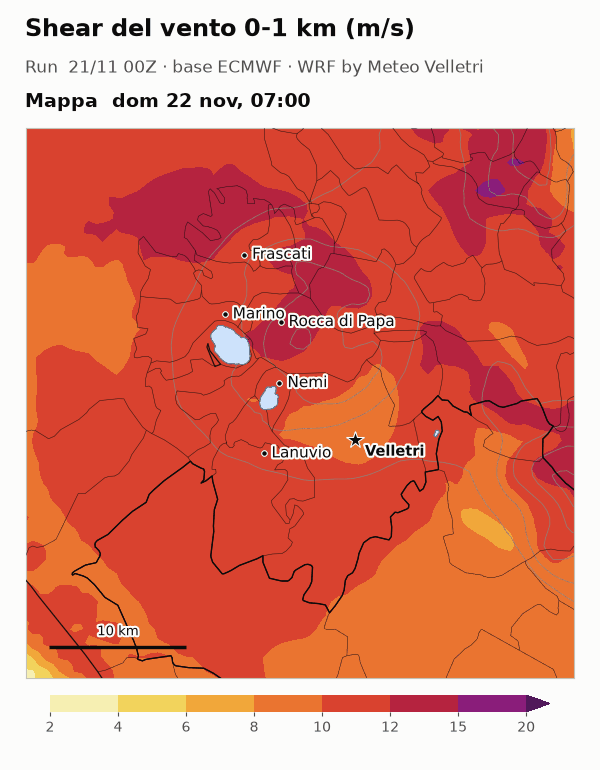 Shear del vento 0-1 km (m/s)
Run  21/11 00Z · base ECMWF · WRF by Meteo Velletri
Mappa  dom 22 nov, 07:00
Frascati
Marino
Rocca di Papa
Nemi
Velletri
Lanuvio
10 km
2 4 6 8 10 12 15 20